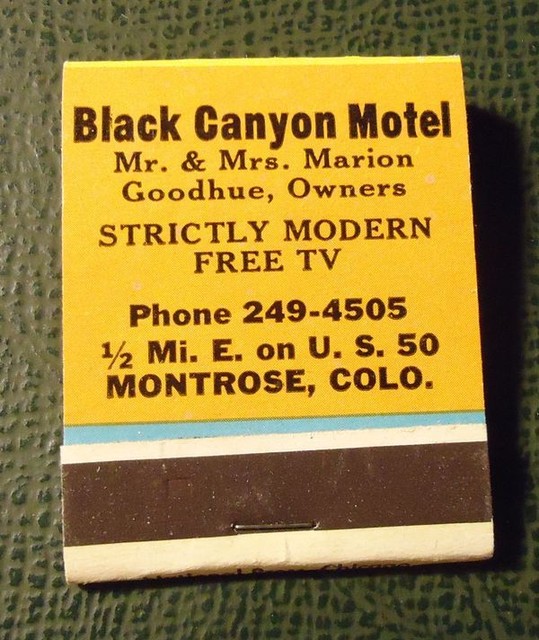 Black Canyon Motel
Mr. & Mrs. Marion
Goodhue, Owners
STRICTLY MODERN
FREE TV
Phone 249-4505
½ Mi. E. on U. S. 50
MONTROSE, COLO.